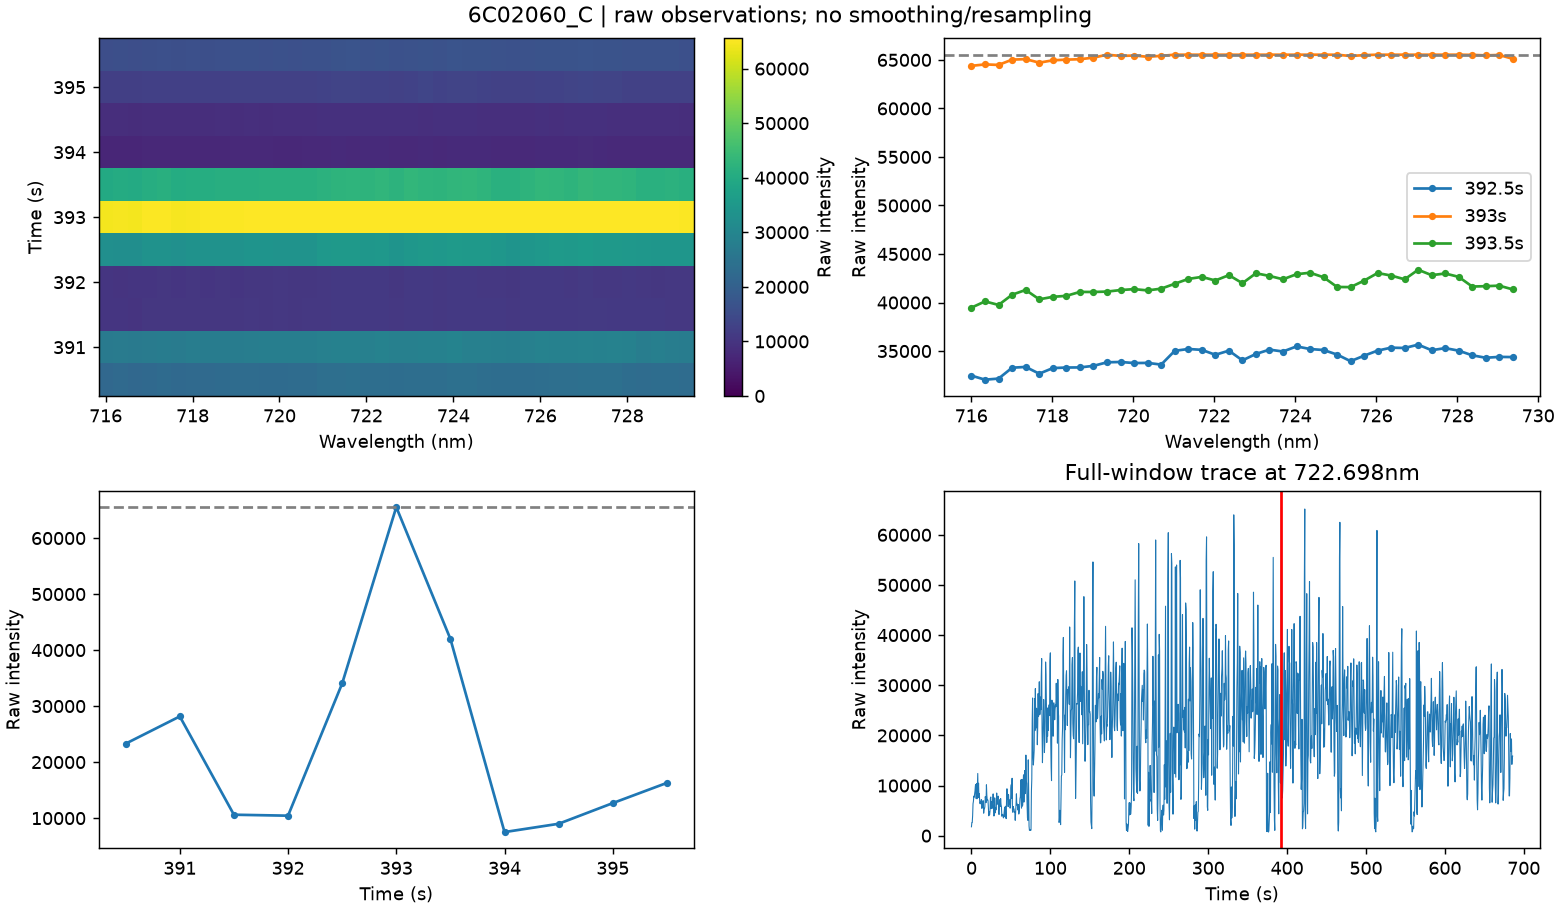 6C02060_C | raw observations; no smoothing/resampling
395
394
393
392
391
Time (s)
716 718 720 722 724 726 728
Wavelength (nm)
60000
50000
40000
30000
20000
10000
0
Raw intensity
65000
60000
55000
50000
45000
40000
35000
Raw intensity
392.5s
393s
393.5s
716 718 720 722 724 726 728 730
Wavelength (nm)
60000
50000
40000
30000
20000
10000
Raw intensity
391 392 393 394 395
Time (s)
Full-window trace at 722.698nm
60000
50000
40000
30000
20000
10000
0
Raw intensity
0 100 200 300 400 500 600 700
Time (s)